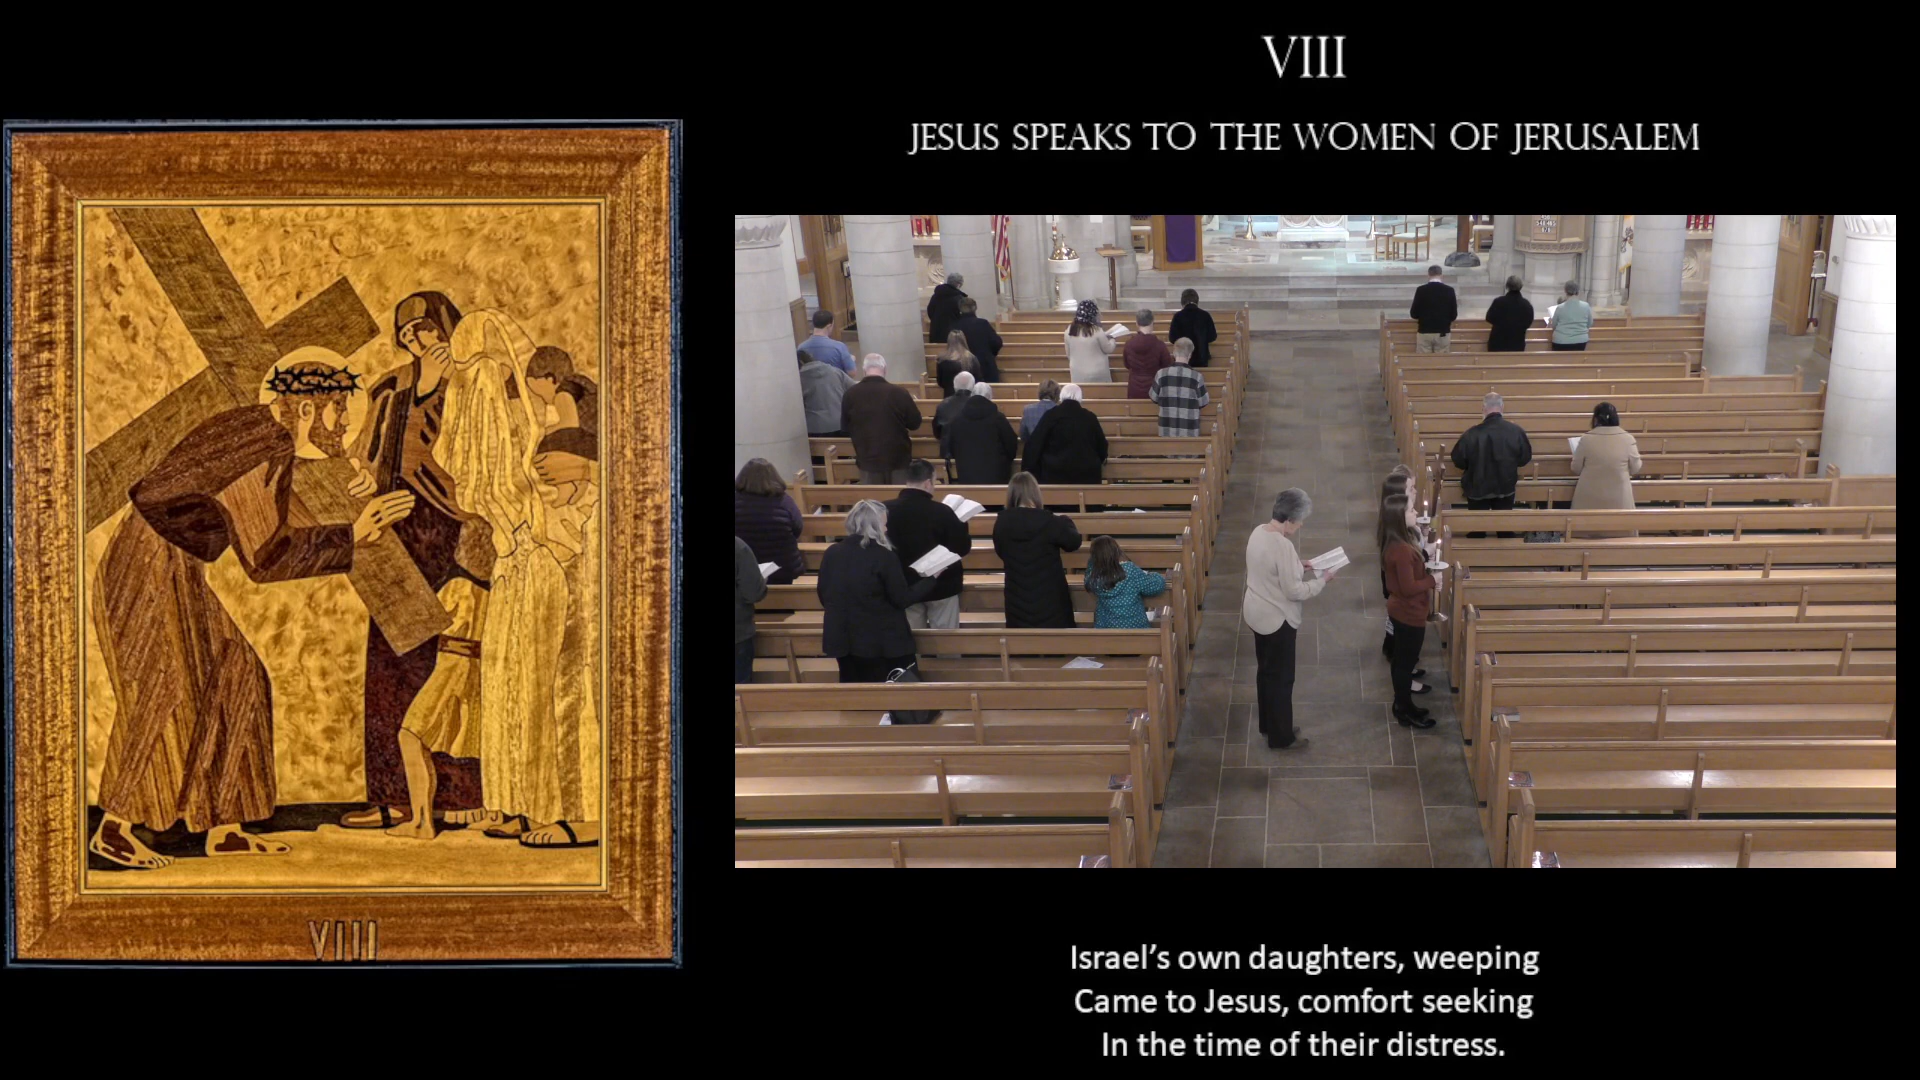 VIII
JESUS SPEAKS TO THE WOMEN OF JERUSALEM
VIII
Israel’s own daughters, weeping
Came to Jesus, comfort seeking
In the time of their distress.